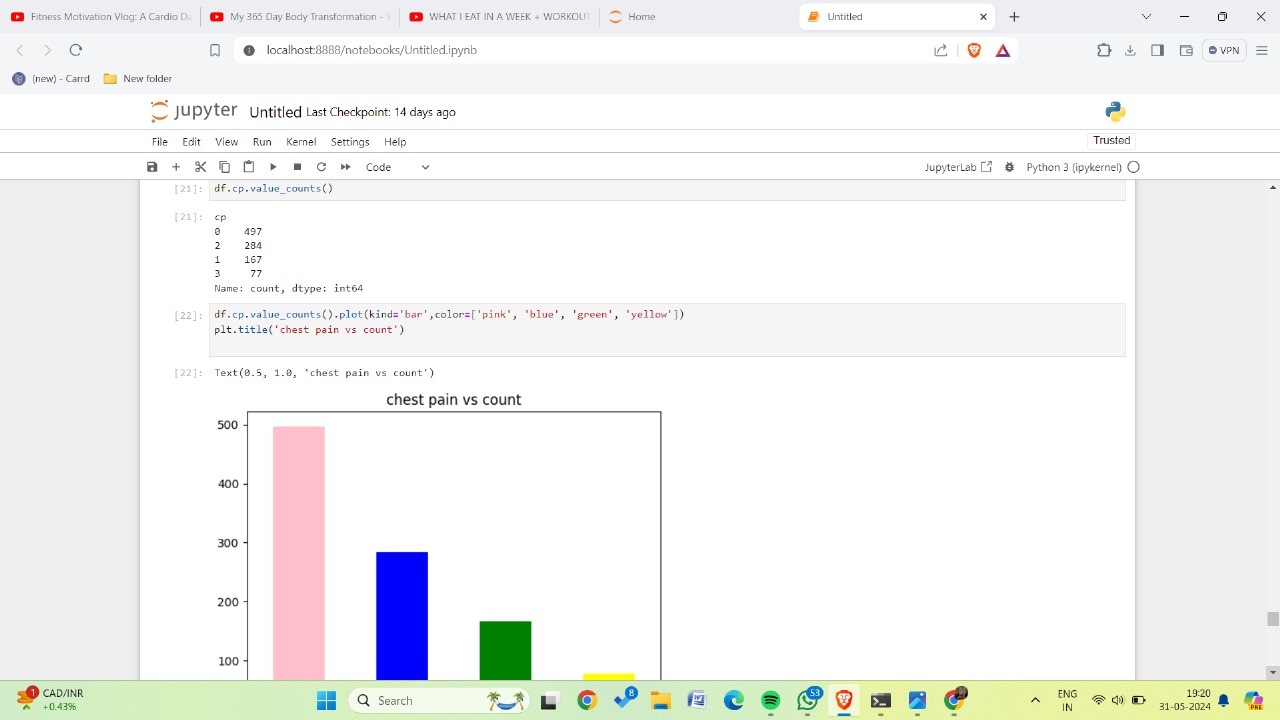 Fitness Motivation Vlog: A Cardio Da
My 365 Day Body Transformation - Y
WHAT I EAT IN A WEEK + WORKOUT
Home
Untitled
localhost:8888/notebooks/Untitled.ipynb
VPN
(new) - Carrd
New folder
jupyter Untitled Last Checkpoint: 14 days ago
File Edit View Run Kernel Settings Help
Trusted
Code
JupyterLab
Python 3 (ipykernel)
[21]: df.cp.value_counts()
[21]: cp
0 497
2 284
1 167
3 77
Name: count, dtype: int64
[22]: df.cp.value_counts().plot(kind='bar',color=['pink', 'blue', 'green', 'yellow'])
plt.title('chest pain vs count')
[22]: Text(0.5, 1.0, 'chest pain vs count')
chest pain vs count
500
400
300
200
100
1
CAD/INR
+0.43%
Search
8
53
ENG
IN
19:20
31-05-2024
PRE